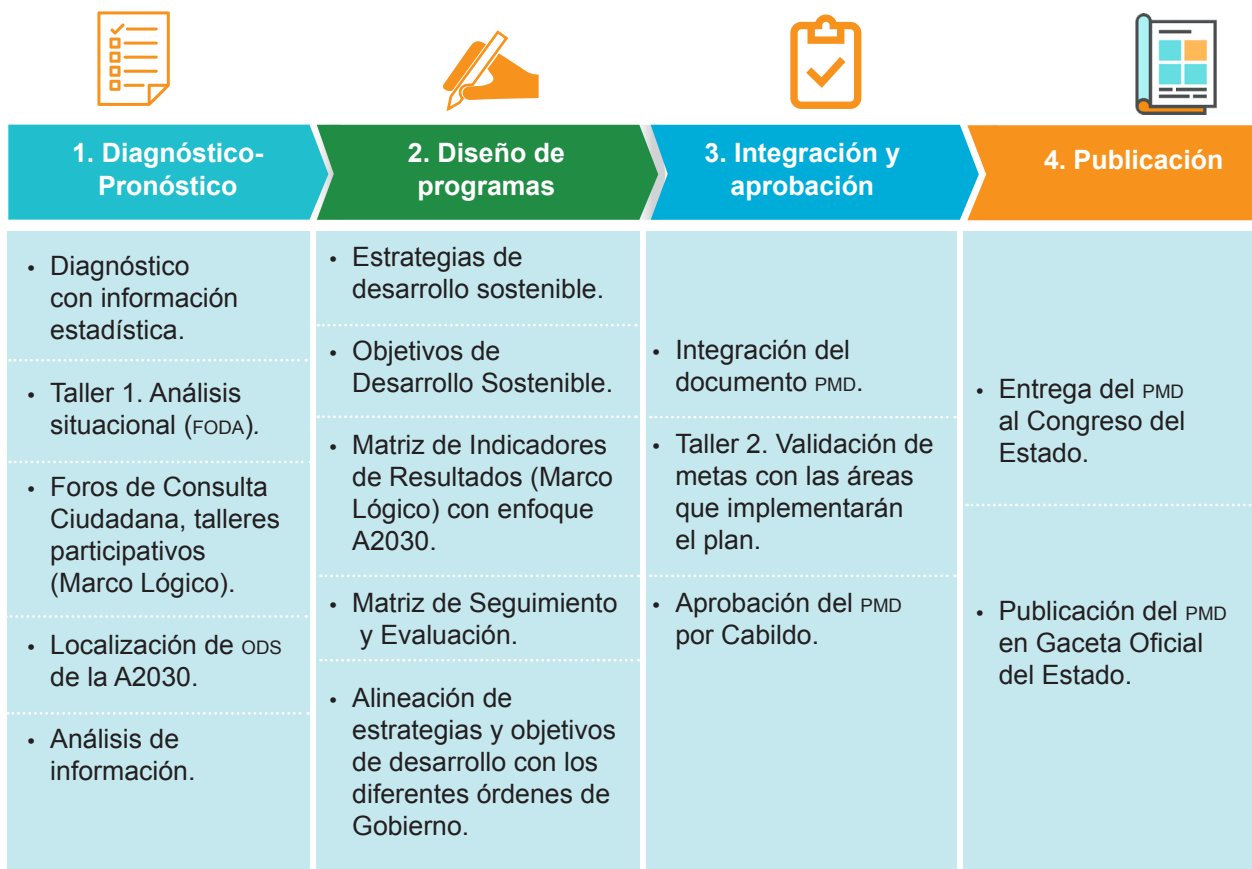 1. Diagnóstico-
Pronóstico
2. Diseño de
programas
3. Integración y
aprobación
4. Publicación
• Diagnóstico
con información
estadística.
• Taller 1. Análisis
situacional (FODA).
• Foros de Consulta
Ciudadana, talleres
participativos
(Marco Lógico).
• Localización de ODS
de la A2030.
• Análisis de
información.
• Estrategias de
desarrollo sostenible.
• Objetivos de
Desarrollo Sostenible.
• Matriz de Indicadores
de Resultados (Marco
Lógico) con enfoque
A2030.
• Matriz de Seguimiento
y Evaluación.
• Alineación de
estrategias y objetivos
de desarrollo con los
diferentes órdenes de
Gobierno.
• Integración del
documento PMD.
• Taller 2. Validación de
metas con las áreas
que implementarán
el plan.
• Aprobación del PMD
por Cabildo.
• Entrega del PMD
al Congreso del
Estado.
• Publicación del PMD
en Gaceta Oficial
del Estado.